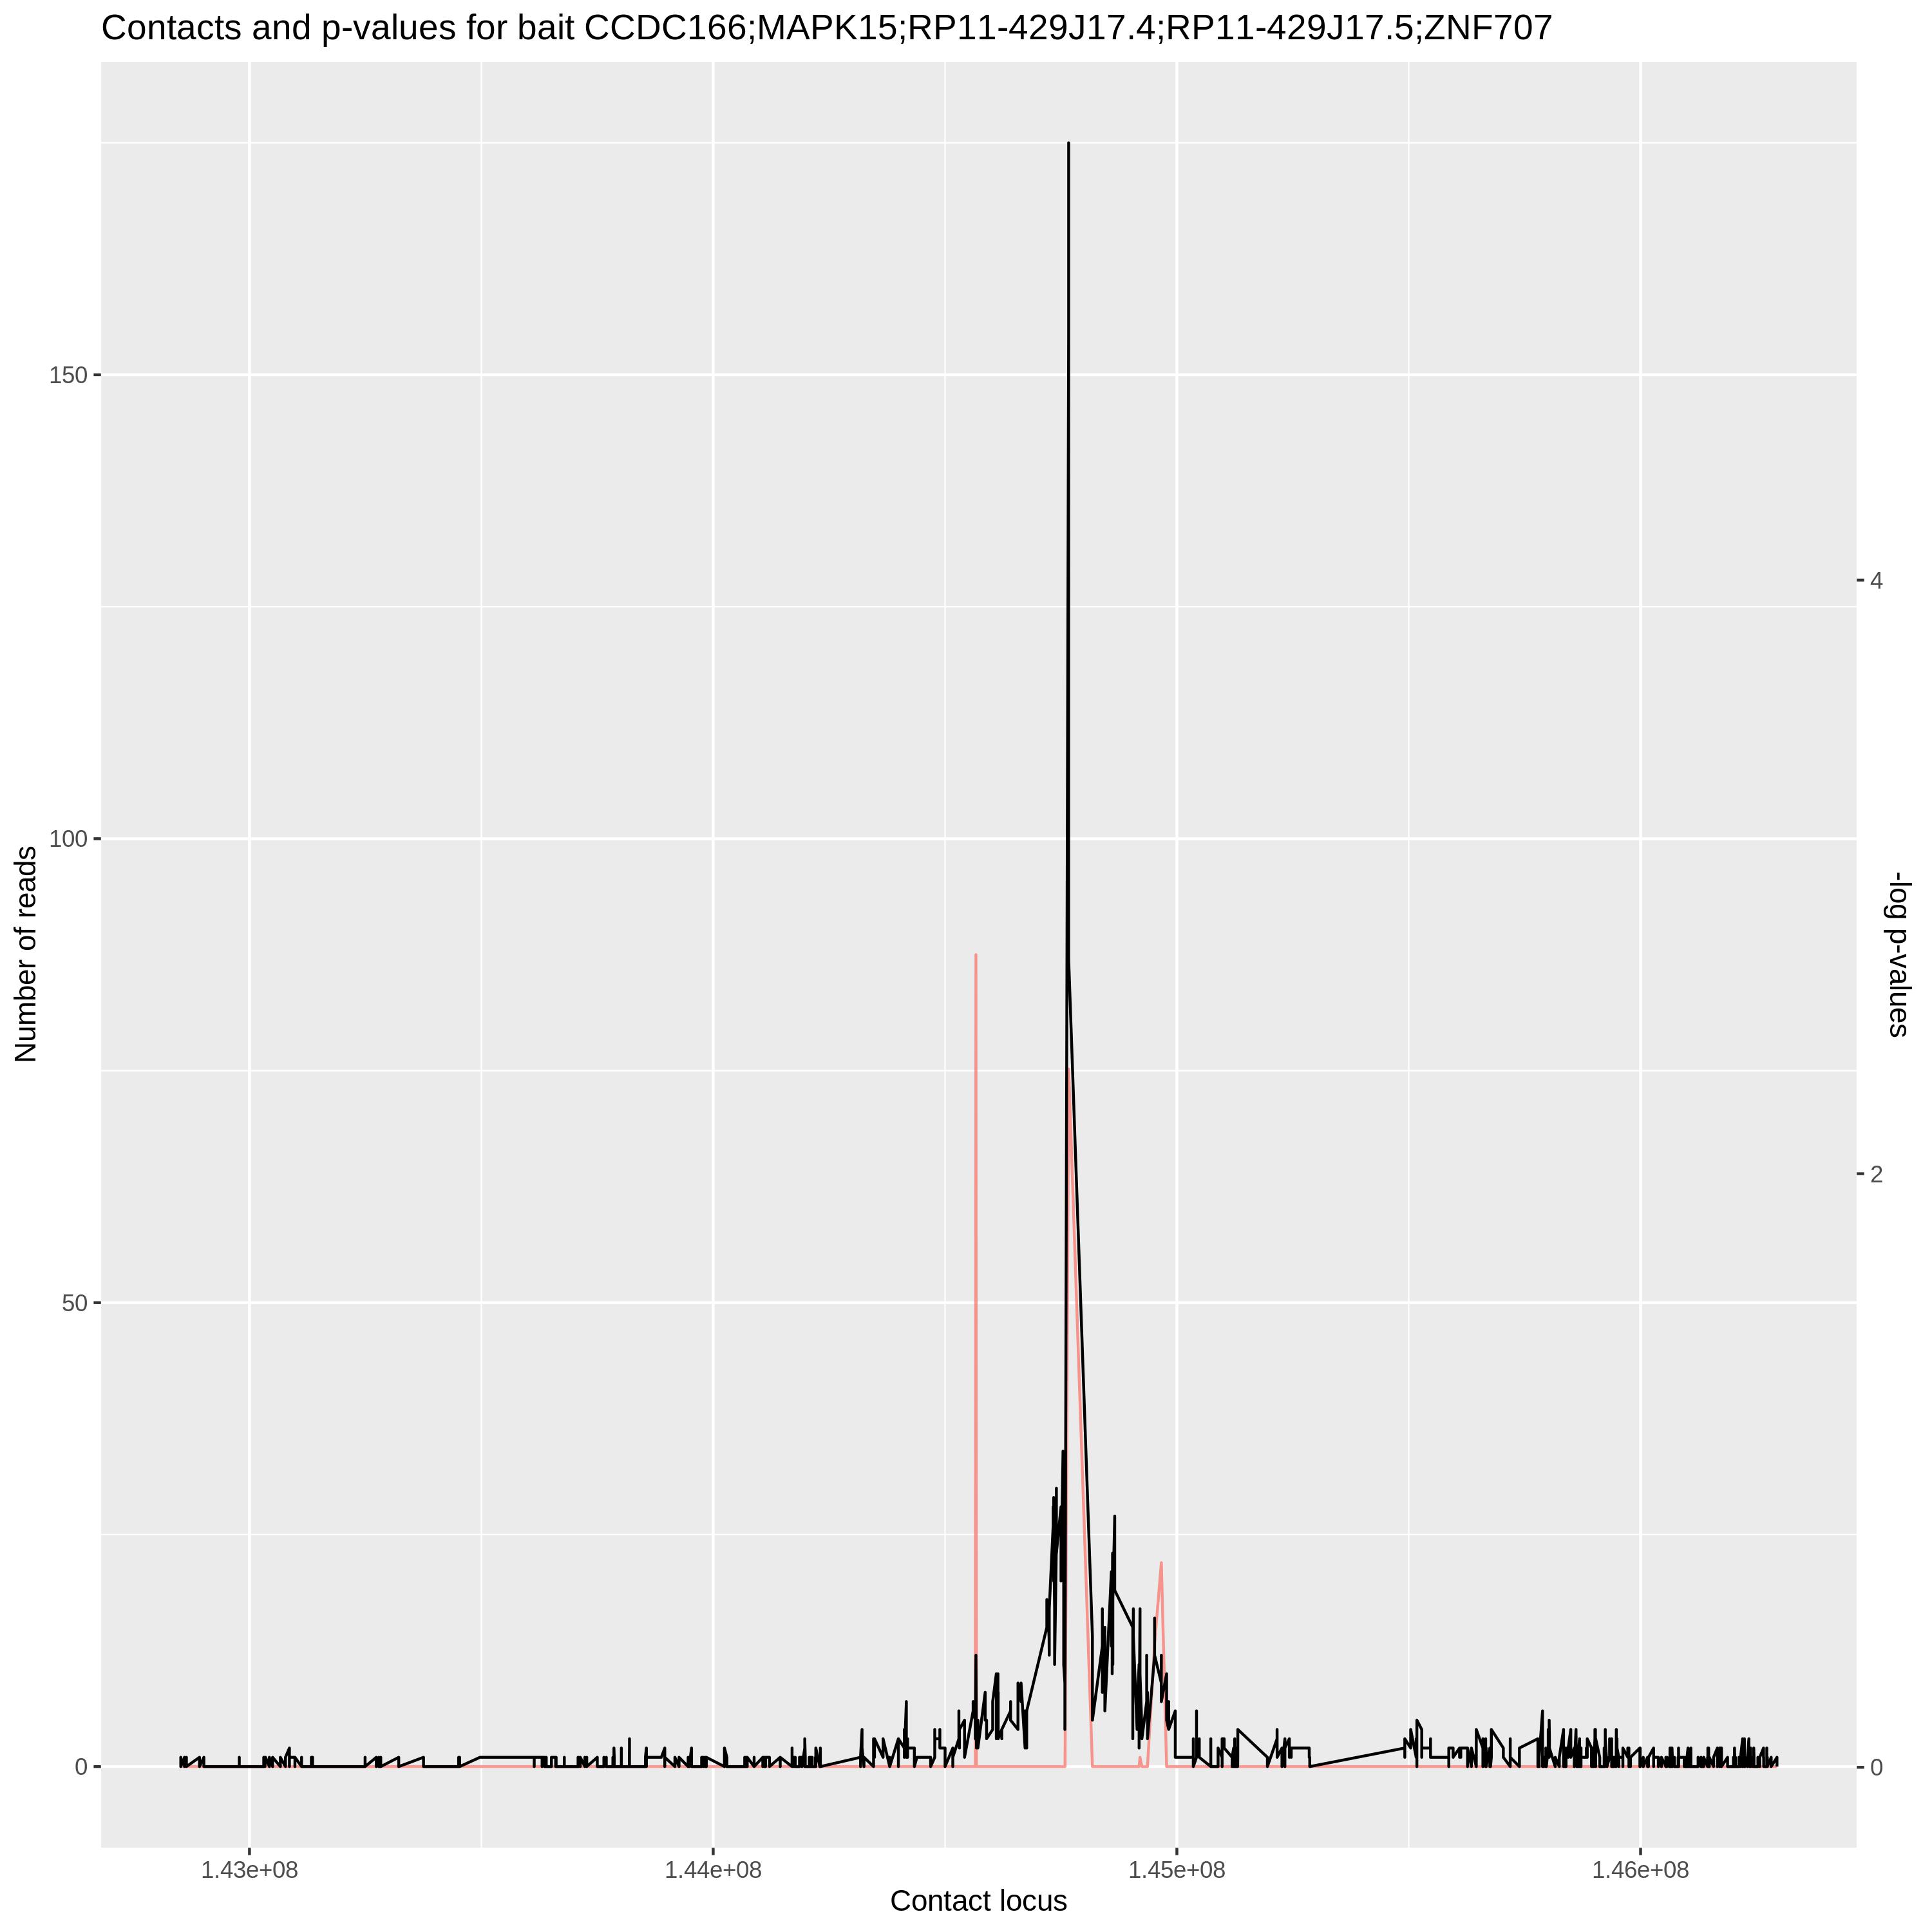 Contacts and p-values for bait CCDC166;MAPK15;RP11-429J17.4;RP11-429J17.5;ZNF707
150
100
50
0
Number of reads
4
2
0
-log p-values
1.43e+08 1.44e+08 1.45e+08 1.46e+08
Contact locus